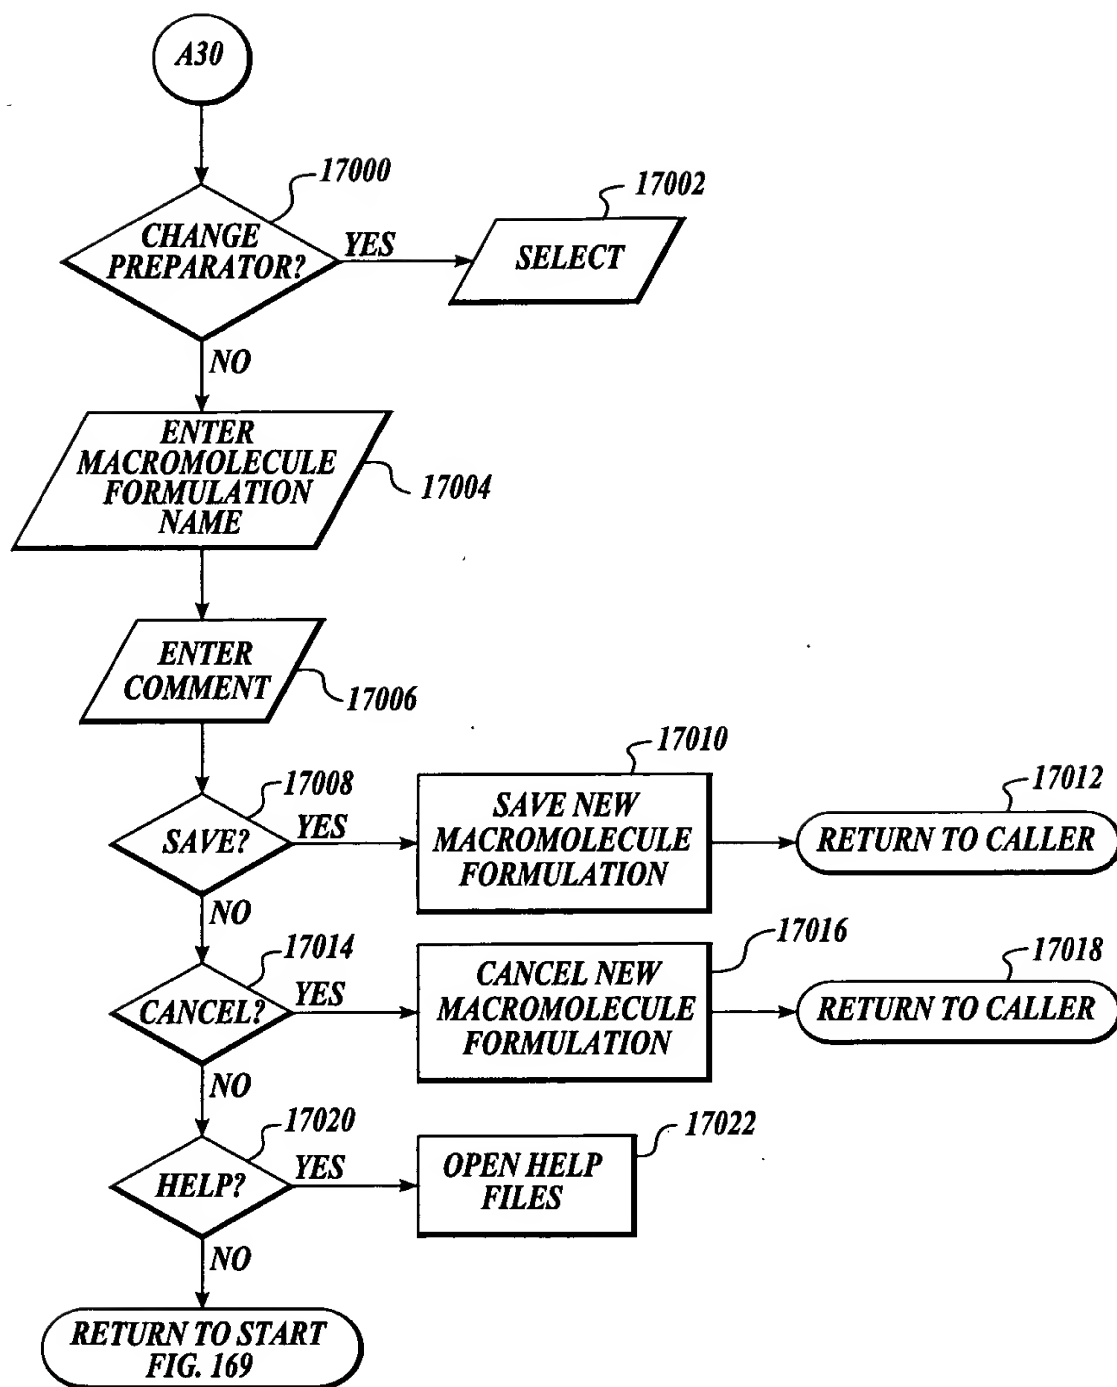 A30
17000
CHANGE
PREPARATOR?
YES
17002
SELECT
NO
ENTER
MACROMOLECULE
FORMULATION
NAME
17004
ENTER
COMMENT
17006
17008
SAVE?
YES
17010
SAVE NEW
MACROMOLECULE
FORMULATION
17012
RETURN TO CALLER
NO
17014
CANCEL?
YES
17016
CANCEL NEW
MACROMOLECULE
FORMULATION
17018
RETURN TO CALLER
NO
17020
HELP?
YES
17022
OPEN HELP
FILES
NO
RETURN TO START
FIG. 169